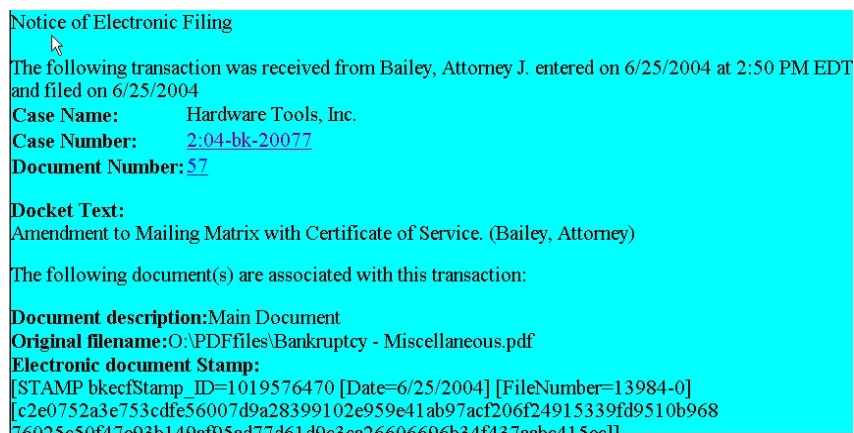 Notice of Electronic Filing
The following transaction was received from Bailey, Attorney J. entered on 6/25/2004 at 2:50 PM EDT
and filed on 6/25/2004
Case Name: Hardware Tools, Inc.
Case Number: 2:04-bk-20077
Document Number: 57
Docket Text:
Amendment to Mailing Matrix with Certificate of Service. (Bailey, Attorney)
The following document(s) are associated with this transaction:
Document description:Main Document
Original filename:O:\PDFfiles\Bankruptcy - Miscellaneous.pdf
Electronic document Stamp:
[STAMP bkecfStamp_ID=1019576470 [Date=6/25/2004] [FileNumber=13984-0]
[c2e0752a3e753cdfe56007d9a28399102e959e41ab97acf206f24915339fd9510b968